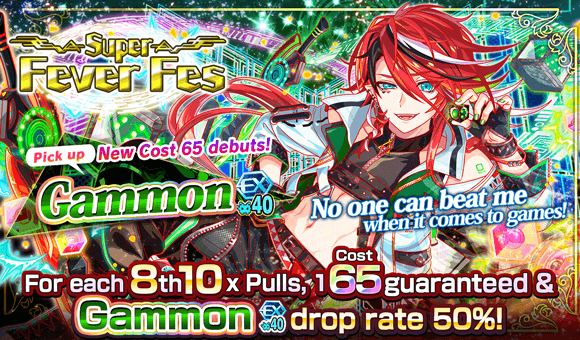 Super
Fever Fes
Pick up New Cost 65 debuts!
Gammon EX ∞40
No one can beat me
when it comes to games!
Cost
For each 8th 10x Pulls, 1 65 guaranteed &
Gammon EX ∞40 drop rate 50%!